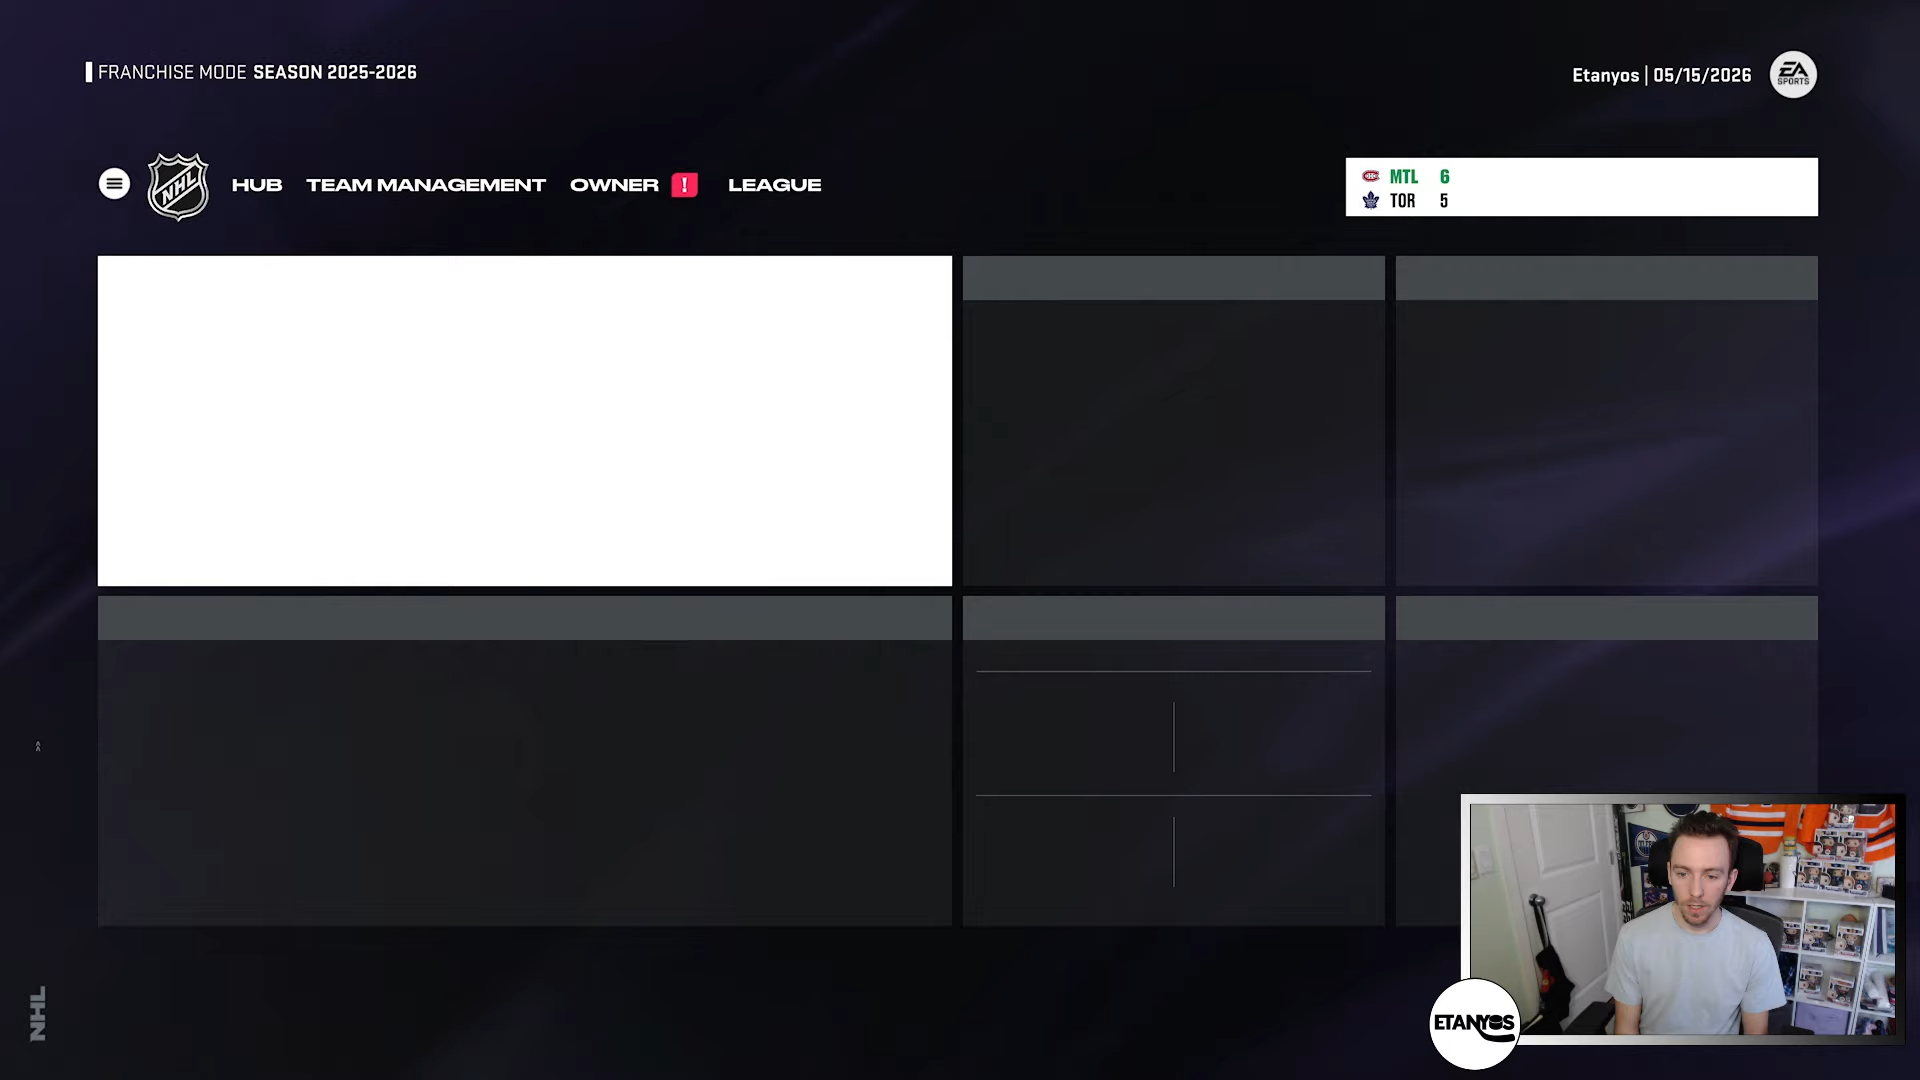 FRANCHISE MODE SEASON 2025-2026
Etanyos | 05/15/2026
EA
SPORTS
NHL
HUB
TEAM MANAGEMENT
OWNER !
LEAGUE
MTL 6
TOR 5
NHL
ETANYOS